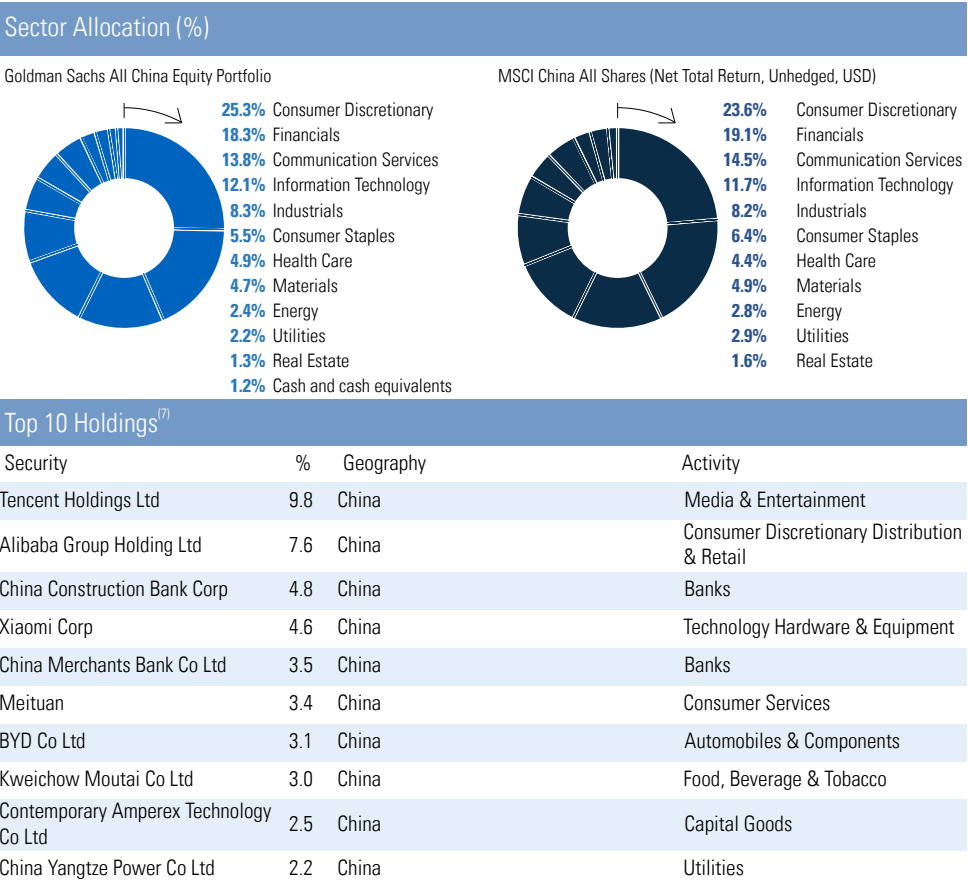 Sector Allocation (%)
Goldman Sachs All China Equity Portfolio
25.3% Consumer Discretionary
18.3% Financials
13.8% Communication Services
12.1% Information Technology
8.3% Industrials
5.5% Consumer Staples
4.9% Health Care
4.7% Materials
2.4% Energy
2.2% Utilities
1.3% Real Estate
1.2% Cash and cash equivalents
MSCI China All Shares (Net Total Return, Unhedged, USD)
23.6% Consumer Discretionary
19.1% Financials
14.5% Communication Services
11.7% Information Technology
8.2% Industrials
6.4% Consumer Staples
4.4% Health Care
4.9% Materials
2.8% Energy
2.9% Utilities
1.6% Real Estate
Top 10 Holdings(7)
Security % Geography Activity
Tencent Holdings Ltd 9.8 China Media & Entertainment
Alibaba Group Holding Ltd 7.6 China Consumer Discretionary Distribution
& Retail
China Construction Bank Corp 4.8 China Banks
Xiaomi Corp 4.6 China Technology Hardware & Equipment
China Merchants Bank Co Ltd 3.5 China Banks
Meituan 3.4 China Consumer Services
BYD Co Ltd 3.1 China Automobiles & Components
Kweichow Moutai Co Ltd 3.0 China Food, Beverage & Tobacco
Contemporary Amperex Technology
Co Ltd 2.5 China Capital Goods
China Yangtze Power Co Ltd 2.2 China Utilities